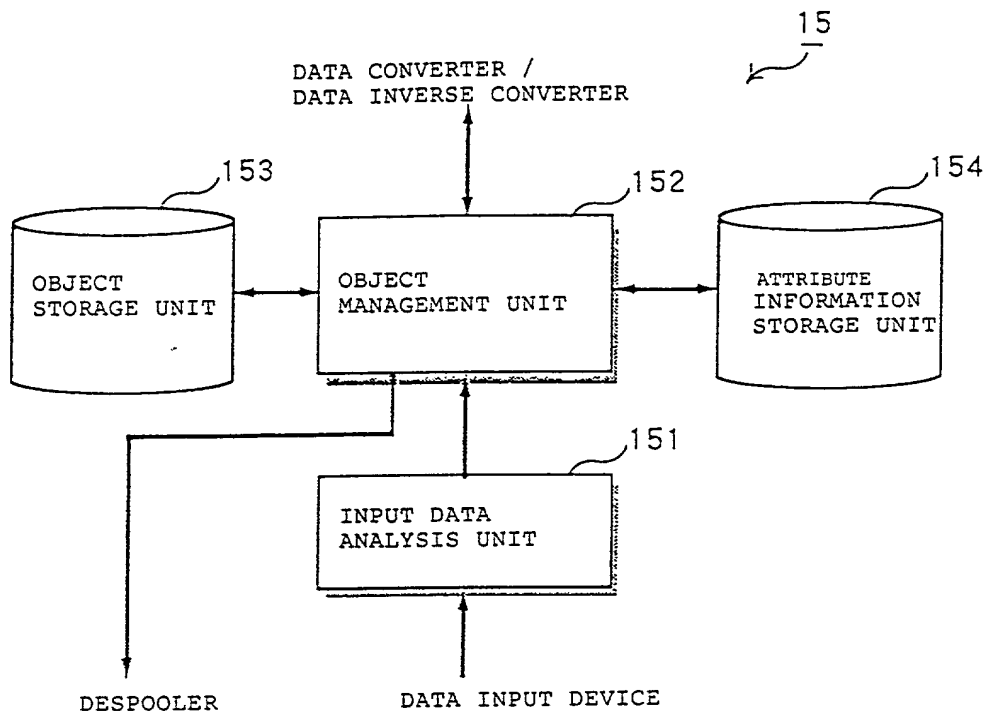 15
DATA CONVERTER /
DATA INVERSE CONVERTER
153
152
154
OBJECT
STORAGE UNIT
OBJECT
MANAGEMENT UNIT
ATTRIBUTE
INFORMATION
STORAGE UNIT
151
INPUT DATA
ANALYSIS UNIT
DESPOOLER
DATA INPUT DEVICE